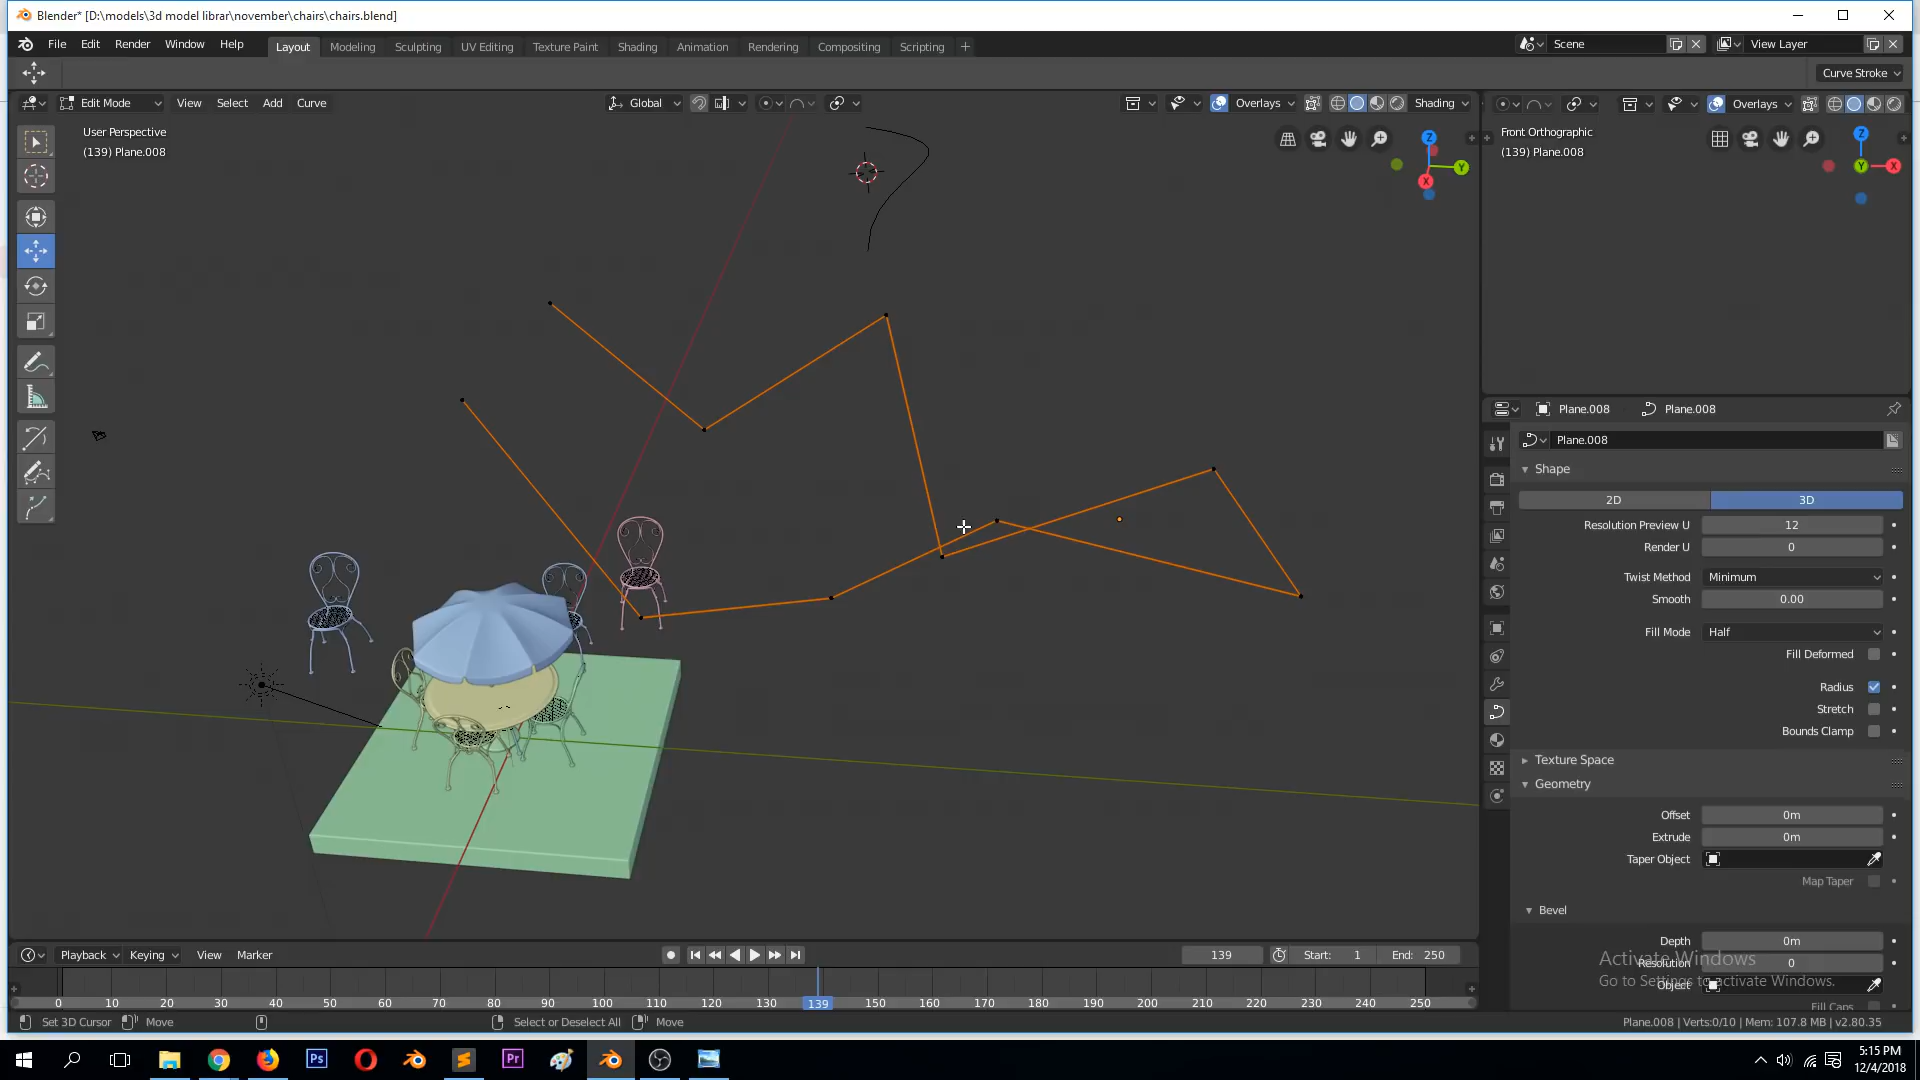 Blender* [D:\models\3d model librar\november\chairs\chairs.blend]
File Edit Render Window Help Layout Modeling Sculpting UV Editing Texture Paint Shading Animation Rendering Compositing Scripting + Scene View Layer
Curve Stroke
Edit Mode View Select Add Curve Global Overlays Shading Overlays
User Perspective
(139) Plane.008
Z
Y
X
Front Orthographic
(139) Plane.008
Z
Y
X
Plane.008 Plane.008
Plane.008
Shape
2D 3D
Resolution Preview U 12
Render U 0
Twist Method Minimum
Smooth 0.00
Fill Mode Half
Fill Deformed
Radius
Stretch
Bounds Clamp
Texture Space
Geometry
Offset 0m
Extrude 0m
Taper Object
Map Taper
Bevel
Depth 0m
Resolution 0
Object
Fill Caps
Activate Windows
Go to Settings to activate Windows.
Playback Keying View Marker 139 Start: 1 End: 250
0 10 20 30 40 50 60 70 80 90 100 110 120 130 139 150 160 170 180 190 200 210 220 230 240 250
Set 3D Cursor Move Select or Deselect All Move Plane.008 | Verts:0/10 | Mem: 107.8 MB | v2.80.35
Ps Pr
5:15 PM
12/4/2018